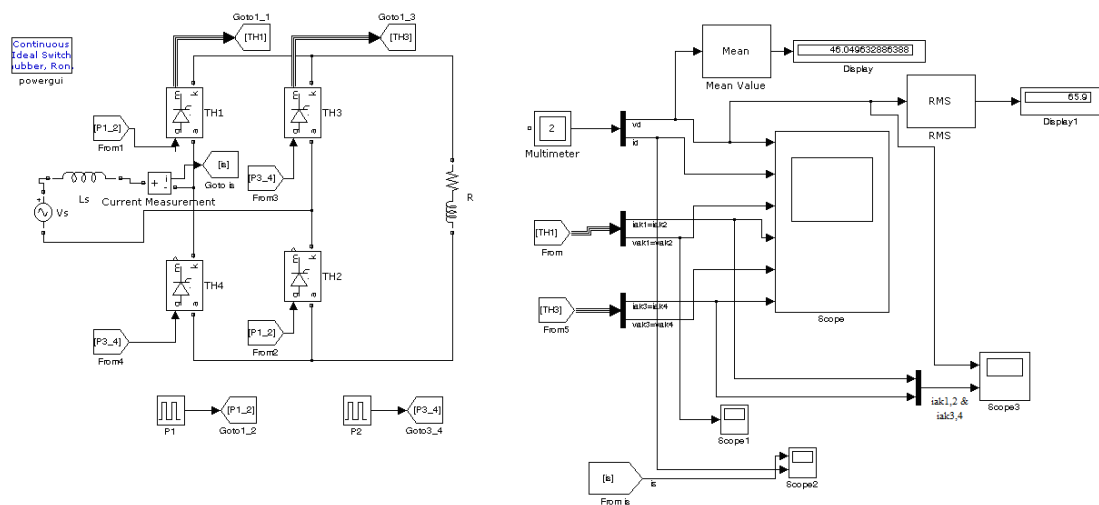 Continuous
Ideal Switch
ubber, Ron,
powergui
Goto1_1
[TH1]
Goto1_3
[TH3]
m
k
g
a
TH1
m
k
g
a
TH3
[P1_2]
From1
[P3_4]
From3
[is]
Goto is
Ls
+
-
i
Current Measurement
Vs
+
R
m
k
g
a
TH4
m
k
g
a
TH2
[P3_4]
From4
[P1_2]
From2
P1
[P1_2]
Goto1_2
P2
[P3_4]
Goto3_4
Mean
Mean Value
Display
RMS
RMS
65.9
Display1
2
Multimeter
vd
id
[TH1]
From
iak1=iak2
vak1=vak2
[TH3]
From5
iak3=iak4
vak3=vak4
Scope
Scope1
iak1,2 &
iak3,4
Scope3
[is]
From is
is
Scope2